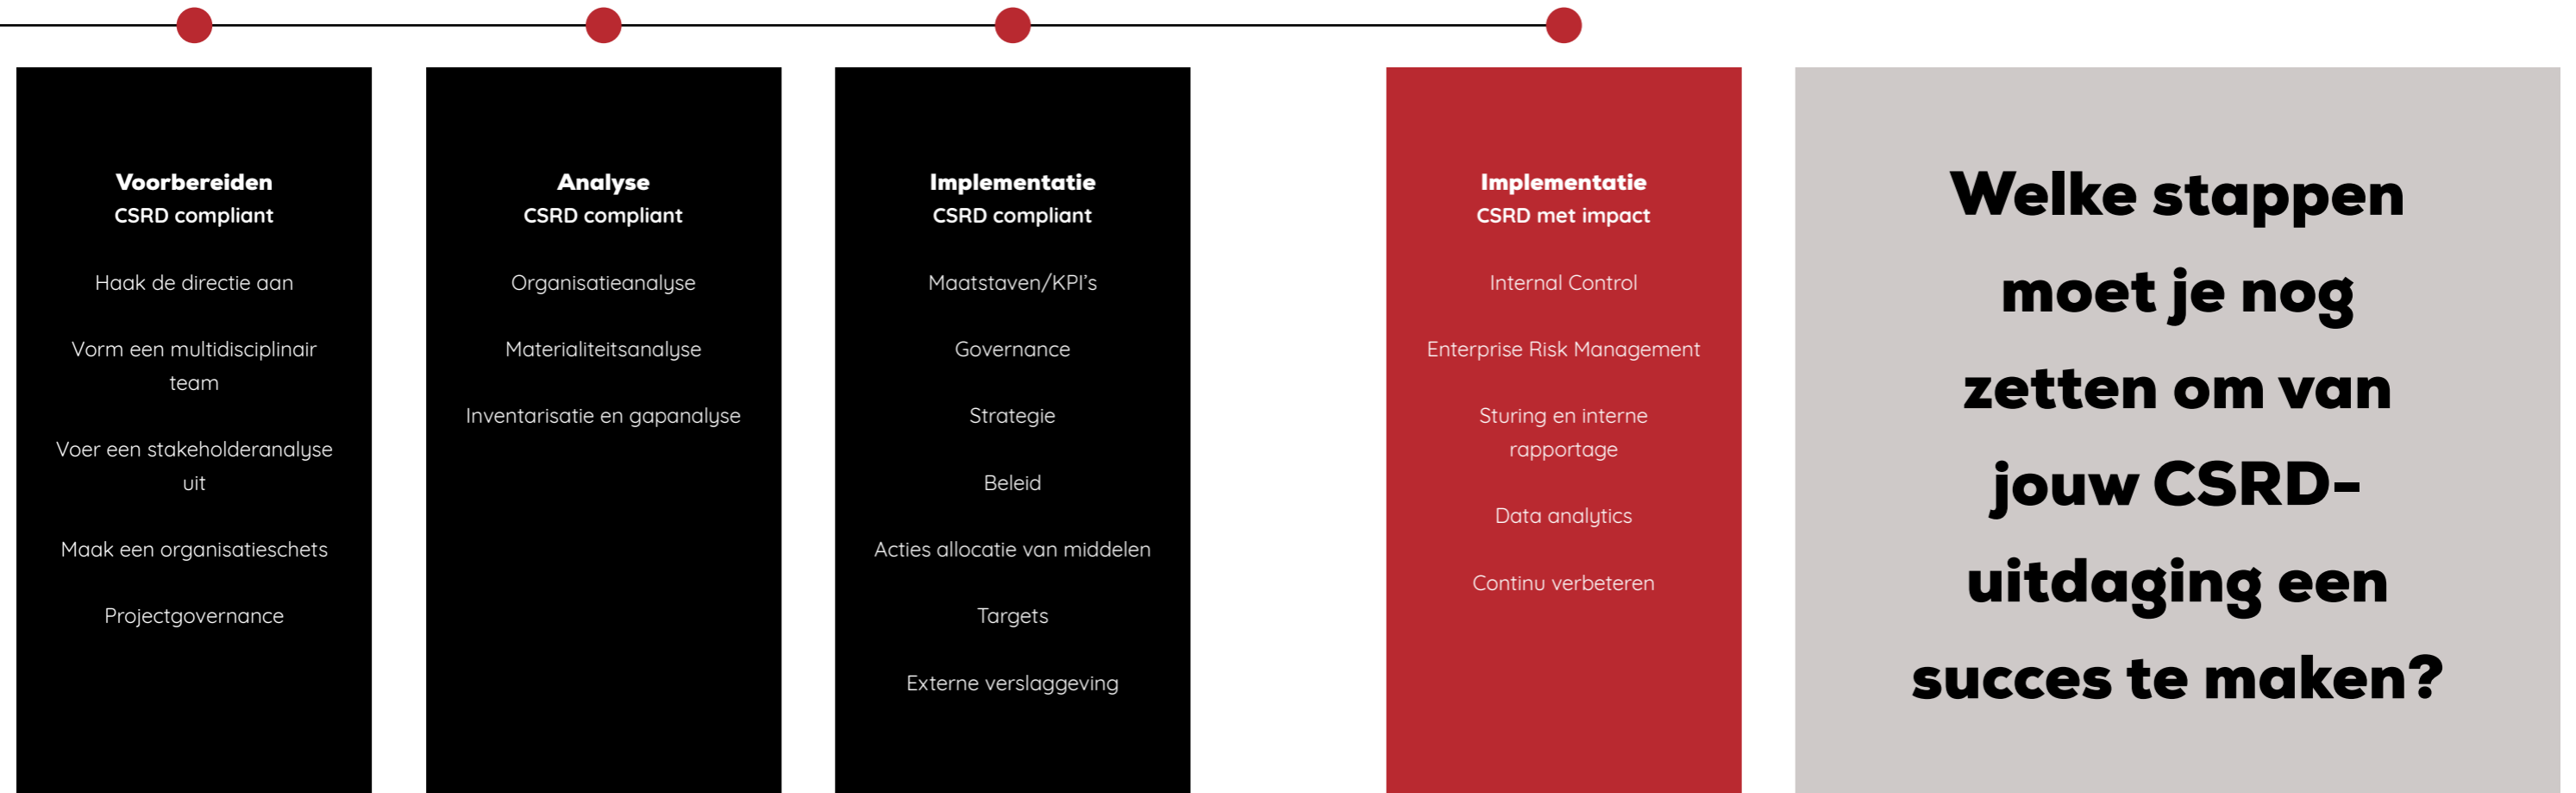 Voorbereiden
CSRD compliant
Haak de directie aan
Vorm een multidisciplinair
team
Voer een stakeholderanalyse
uit
Maak een organisatieschets
Projectgovernance
Analyse
CSRD compliant
Organisatieanalyse
Materialiteitsanalyse
Inventarisatie en gapanalyse
Implementatie
CSRD compliant
Maatstaven/KPI's
Governance
Strategie
Beleid
Acties allocatie van middelen
Targets
Externe verslaggeving
Implementatie
CSRD met impact
Internal Control
Enterprise Risk Management
Sturing en interne
rapportage
Data analytics
Continu verbeteren
Welke stappen
moet je nog
zetten om van
jouw CSRD-
uitdaging een
succes te maken?